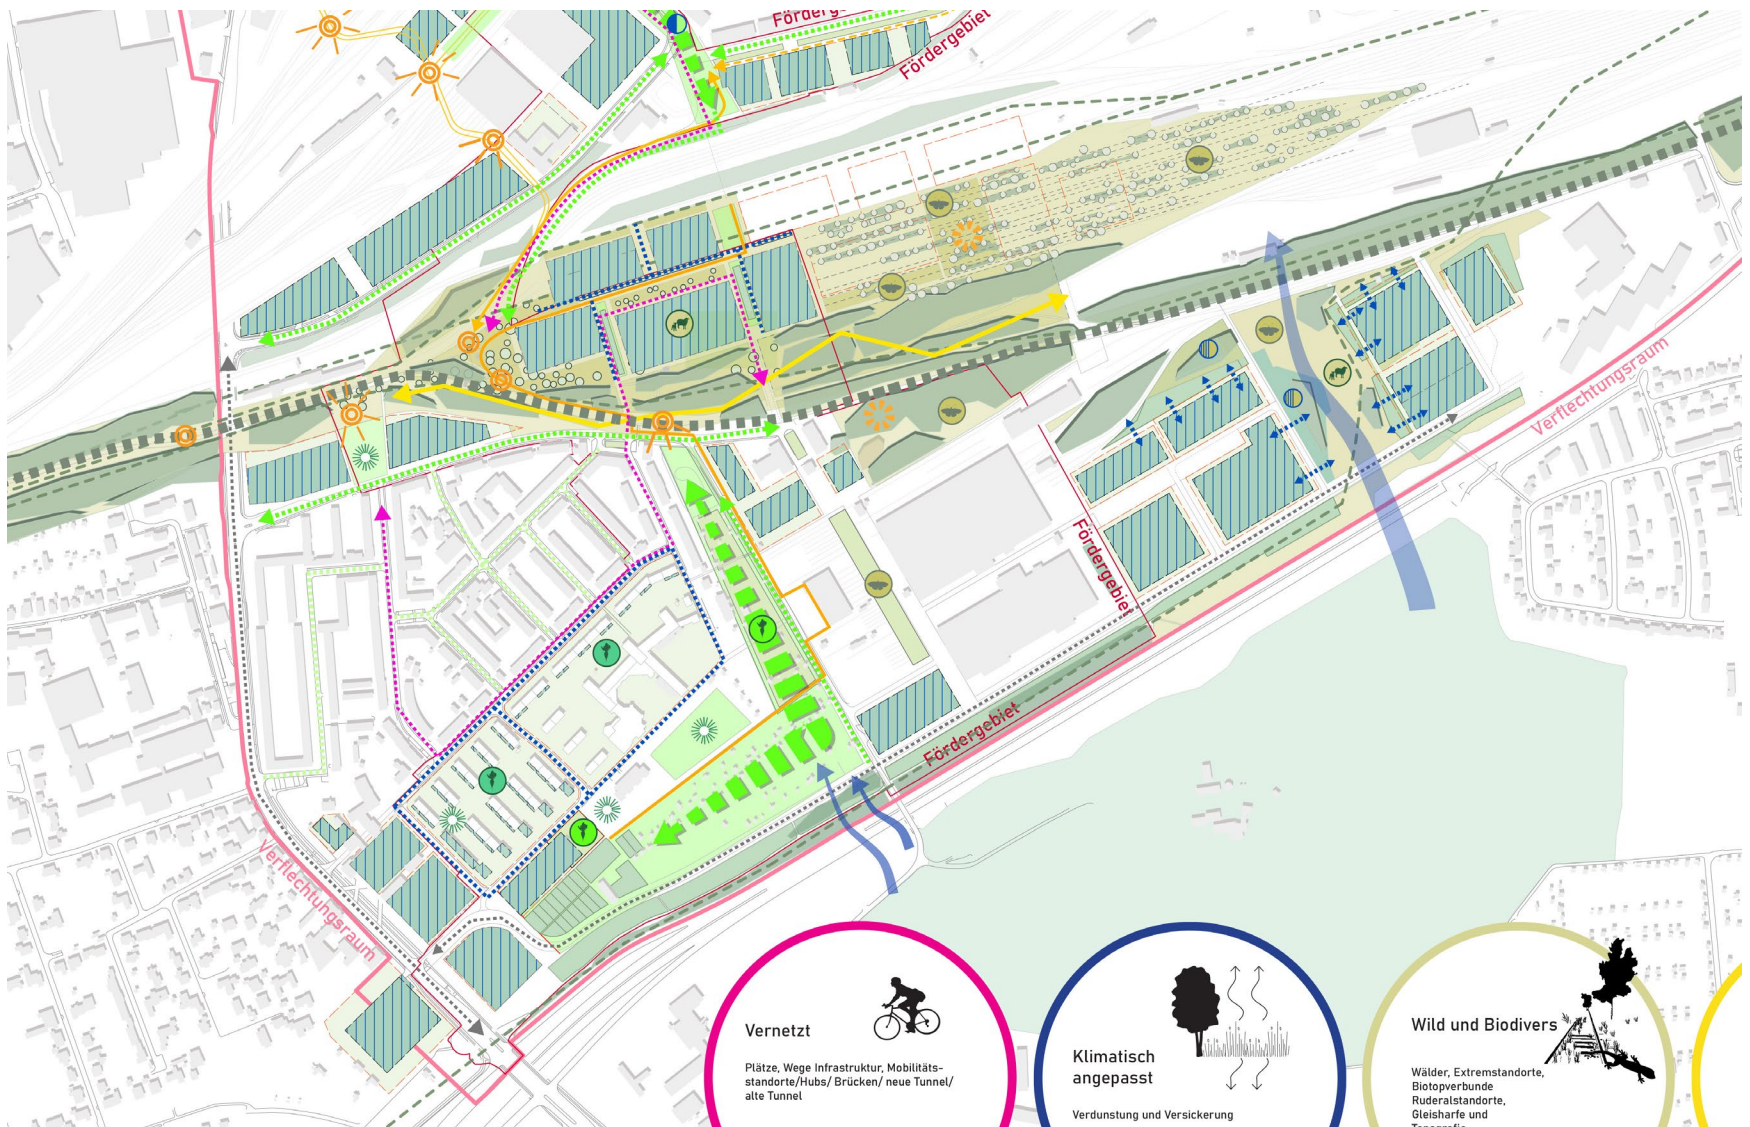 Förderg
Fördergebiet
Verflechtungsraum
Fördergebiet
Fördergebiet
Verflechtungsraum
Vernetzt
Plätze, Wege Infrastruktur, Mobilitäts-
standorte/Hubs/ Brücken/ neue Tunnel/
alte Tunnel
Klimatisch
angepasst
Verdunstung und Versickerung
Wild und Biodivers
Wälder, Extremstandorte,
Biotopverbunde
Ruderalstandorte,
Gleisharfe und